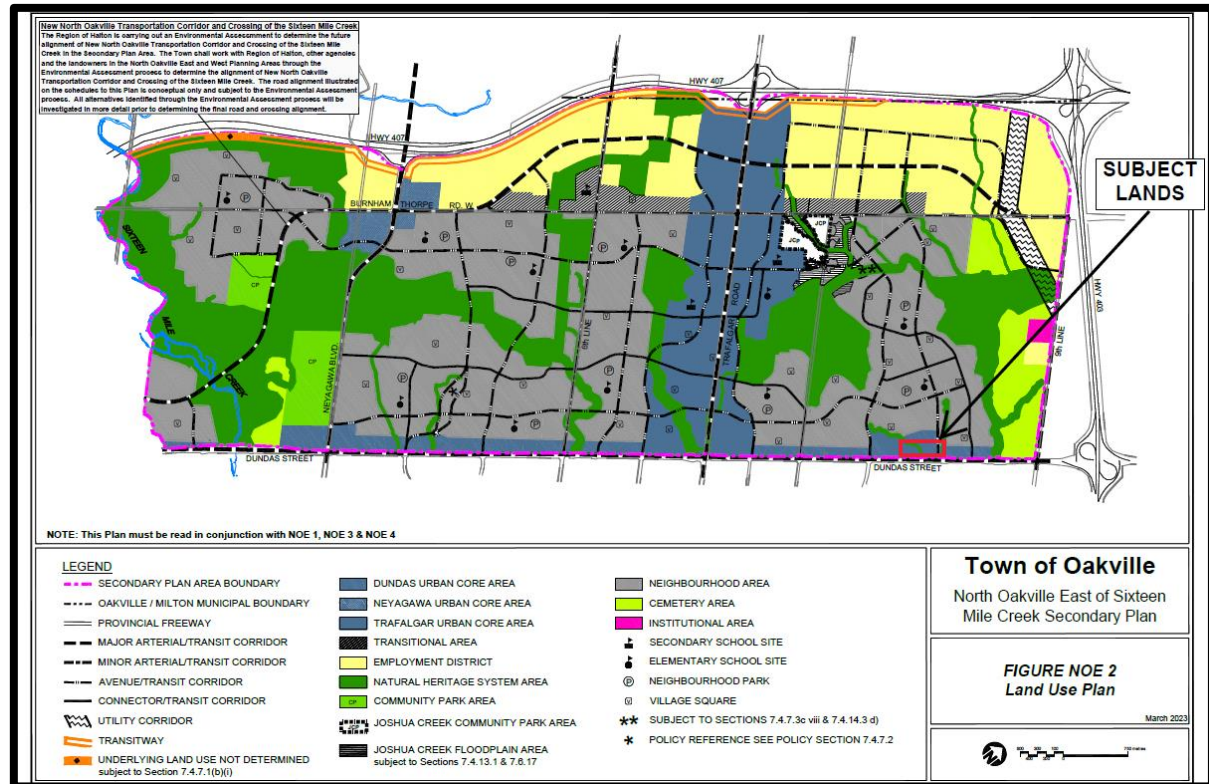 New North Oakville Transportation Corridor and Crossing of the Sixteen Mile Creek
The Region of Halton is carrying out an Environmental Assessmment to determine the future
alignment of New North Oakville Transportation Corridor and Crossing of the Sixteen Mile
Creek in the Secondary Plan Area. The Town shall work with Region of Halton, other agencies
and the landowners in the North Oakville East and West Planning Areas through the
Environmental Assessment process to determine the alignment of New North Oakville
Transportation Corridor and Crossing of the Sixteen Mile Creek. The road alignment illustrated
on the schedules to this Plan is conceptual only and subject to the Environmental Assessment
process. All alternatives identified through the Environmental Assessment process will be
investigated in more detail prior to determining the final road and crossing alignment.
HWY 407
HWY 407
SUBJECT
LANDS
BURNHAM THORPE RD. W.
JCP
JCP
SIXTEEN
MILE
CREEK
CP
CP
NEYAGAWA BLVD.
6th LINE
TRAFALGAR ROAD
9th LINE
HWY 403
**
*
DUNDAS STREET
DUNDAS STREET
NOTE: This Plan must be read in conjunction with NOE 1, NOE 3 & NOE 4
LEGEND
SECONDARY PLAN AREA BOUNDARY
OAKVILLE / MILTON MUNICIPAL BOUNDARY
PROVINCIAL FREEWAY
MAJOR ARTERIAL/TRANSIT CORRIDOR
MINOR ARTERIAL/TRANSIT CORRIDOR
AVENUE/TRANSIT CORRIDOR
CONNECTOR/TRANSIT CORRIDOR
UTILITY CORRIDOR
TRANSITWAY
UNDERLYING LAND USE NOT DETERMINED
subject to Section 7.4.7.1(b)(i)
DUNDAS URBAN CORE AREA
NEYAGAWA URBAN CORE AREA
TRAFALGAR URBAN CORE AREA
TRANSITIONAL AREA
EMPLOYMENT DISTRICT
NATURAL HERITAGE SYSTEM AREA
CP COMMUNITY PARK AREA
JCP JOSHUA CREEK COMMUNITY PARK AREA
JOSHUA CREEK FLOODPLAIN AREA
subject to Sections 7.4.13.1 & 7.6.17
NEIGHBOURHOOD AREA
CEMETERY AREA
INSTITUTIONAL AREA
SECONDARY SCHOOL SITE
ELEMENTARY SCHOOL SITE
P NEIGHBOURHOOD PARK
V VILLAGE SQUARE
** SUBJECT TO SECTIONS 7.4.7.3c viii & 7.4.14.3 d)
* POLICY REFERENCE SEE POLICY SECTION 7.4.7.2
Town of Oakville
North Oakville East of Sixteen
Mile Creek Secondary Plan
FIGURE NOE 2
Land Use Plan
March 2023